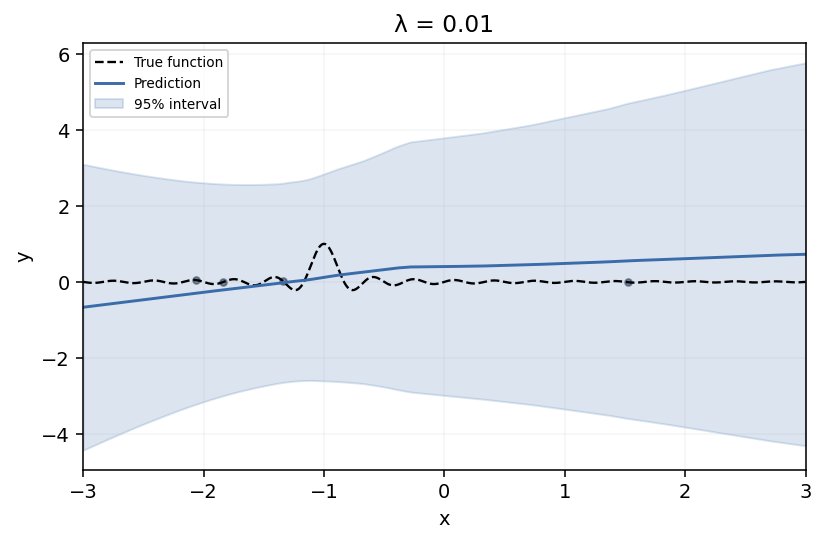 λ = 0.01
True function
Prediction
95% interval
6
4
2
0
−2
−4
y
−3
−2
−1
0
1
2
3
x